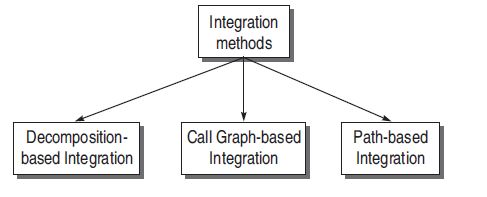 Integration
methods
Decomposition-
based Integration
Call Graph-based
Integration
Path-based
Integration